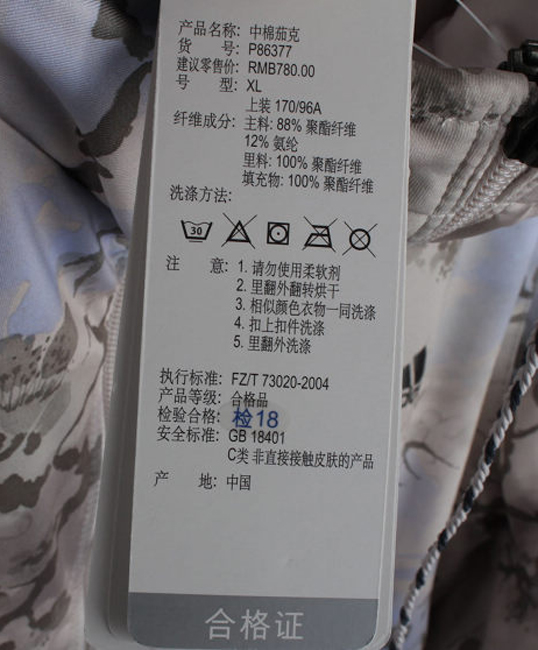 产品名称: 中棉茄克
货 号: P86377
建议零售价: RMB780.00
号 型: XL
上装 170/96A
纤维成分: 主料: 88% 聚酯纤维
12% 氨纶
里料: 100% 聚酯纤维
填充物: 100% 聚酯纤维
洗涤方法:
30
注 意: 1. 请勿使用柔软剂
2. 里翻外翻转烘干
3. 相似颜色衣物一同洗涤
4. 扣上扣件洗涤
5. 里翻外洗涤
执行标准: FZ/T 73020-2004
产品等级: 合格品
检验合格: 检18
安全标准: GB 18401
C类 非直接接触皮肤的产品
产 地: 中国
合格证